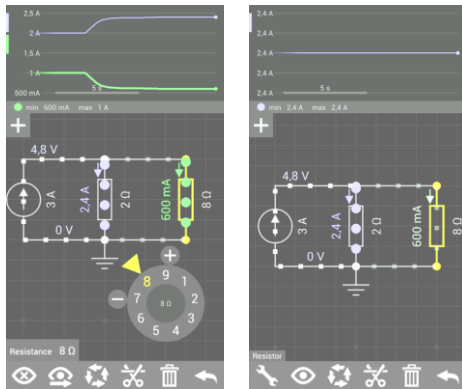 2,5 A
2 A
1,5 A
1 A
500 mA
5 s
min 600 mA max 1 A
+
4,8 V
3 A
2,4 A
2 Ω
600 mA
8 Ω
0 V
+
−
9
1
2
3
4
5
6
7
8
8 Ω
Resistance 8 Ω
2,4 A
2,4 A
2,4 A
2,4 A
2,4 A
5 s
min 2,4 A max 2,4 A
+
4,8 V
3 A
2,4 A
2 Ω
600 mA
8 Ω
0 V
Resistor